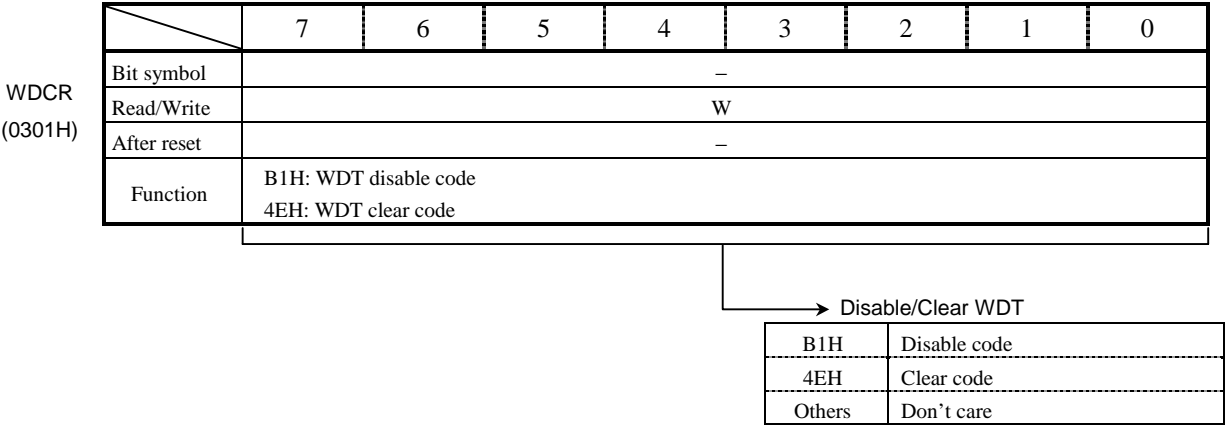 7 6 5 4 3 2 1 0
WDCR
(0301H)
Bit symbol –
Read/Write W
After reset –
Function B1H: WDT disable code
4EH: WDT clear code
Disable/Clear WDT
B1H Disable code
4EH Clear code
Others Don’t care